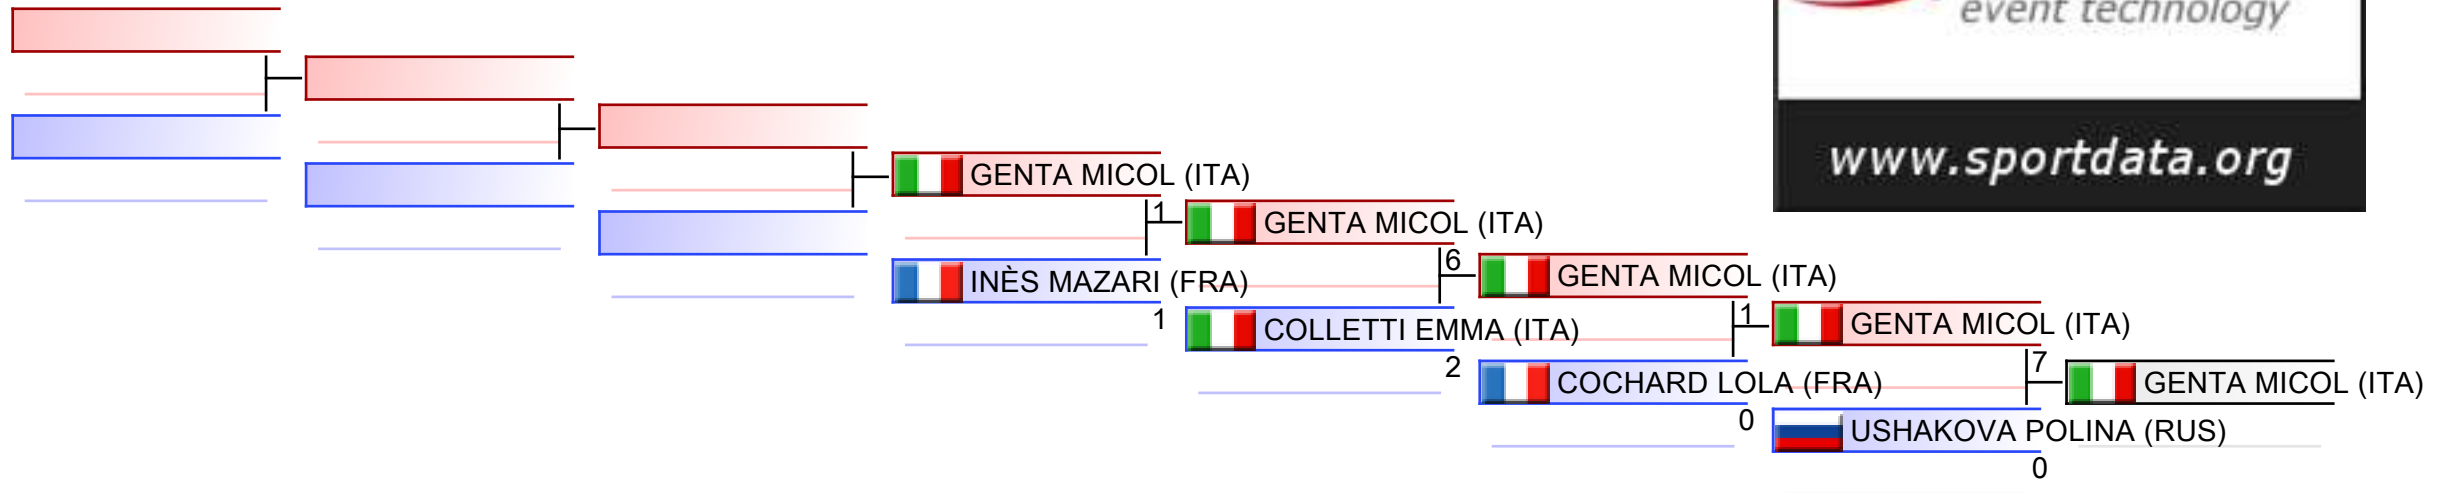 event technology
www.sportdata.org
GENTA MICOL (ITA)
1
GENTA MICOL (ITA)
INÈS MAZARI (FRA)
1
6
GENTA MICOL (ITA)
COLLETTI EMMA (ITA)
2
1
GENTA MICOL (ITA)
COCHARD LOLA (FRA)
0
7
GENTA MICOL (ITA)
USHAKOVA POLINA (RUS)
0